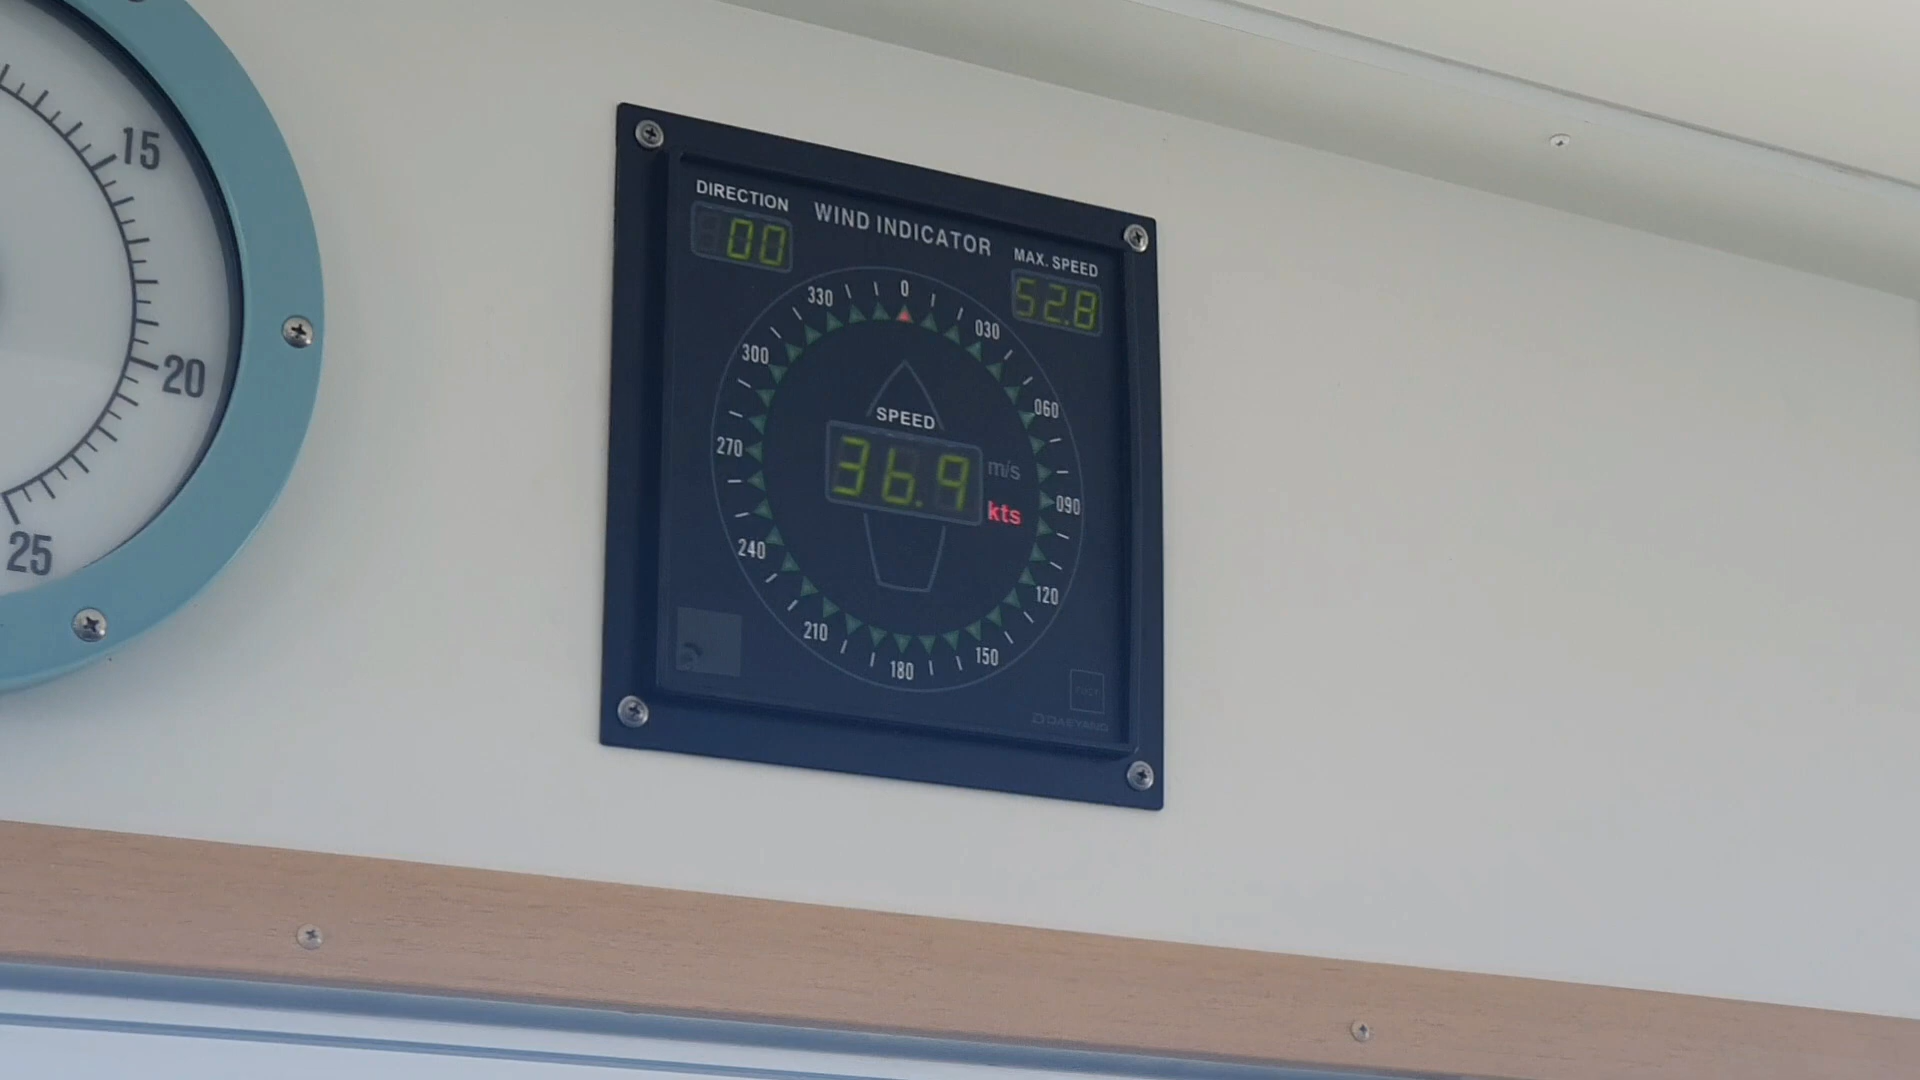 15
20
25
DIRECTION
WIND INDICATOR
00
MAX. SPEED
52.8
0
030
060
090
120
150
180
210
240
270
300
330
SPEED
36.9
m/s
kts
DAEYANG